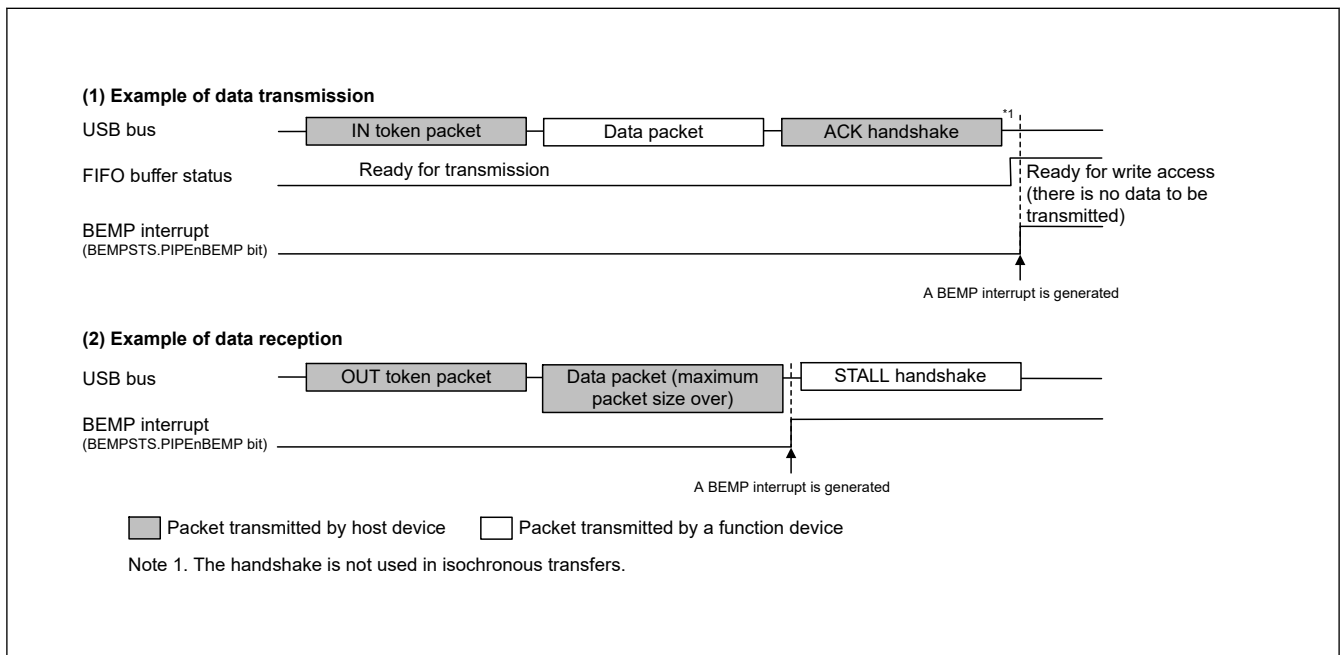 (1) Example of data transmission
USB bus
IN token packet
Data packet
ACK handshake
*1
FIFO buffer status
Ready for transmission
Ready for write access
(there is no data to be
transmitted)
BEMP interrupt
(BEMPSTS.PIPEnBEMP bit)
A BEMP interrupt is generated
(2) Example of data reception
USB bus
OUT token packet
Data packet (maximum
packet size over)
STALL handshake
BEMP interrupt
(BEMPSTS.PIPEnBEMP bit)
A BEMP interrupt is generated
Packet transmitted by host device
Packet transmitted by a function device
Note 1. The handshake is not used in isochronous transfers.